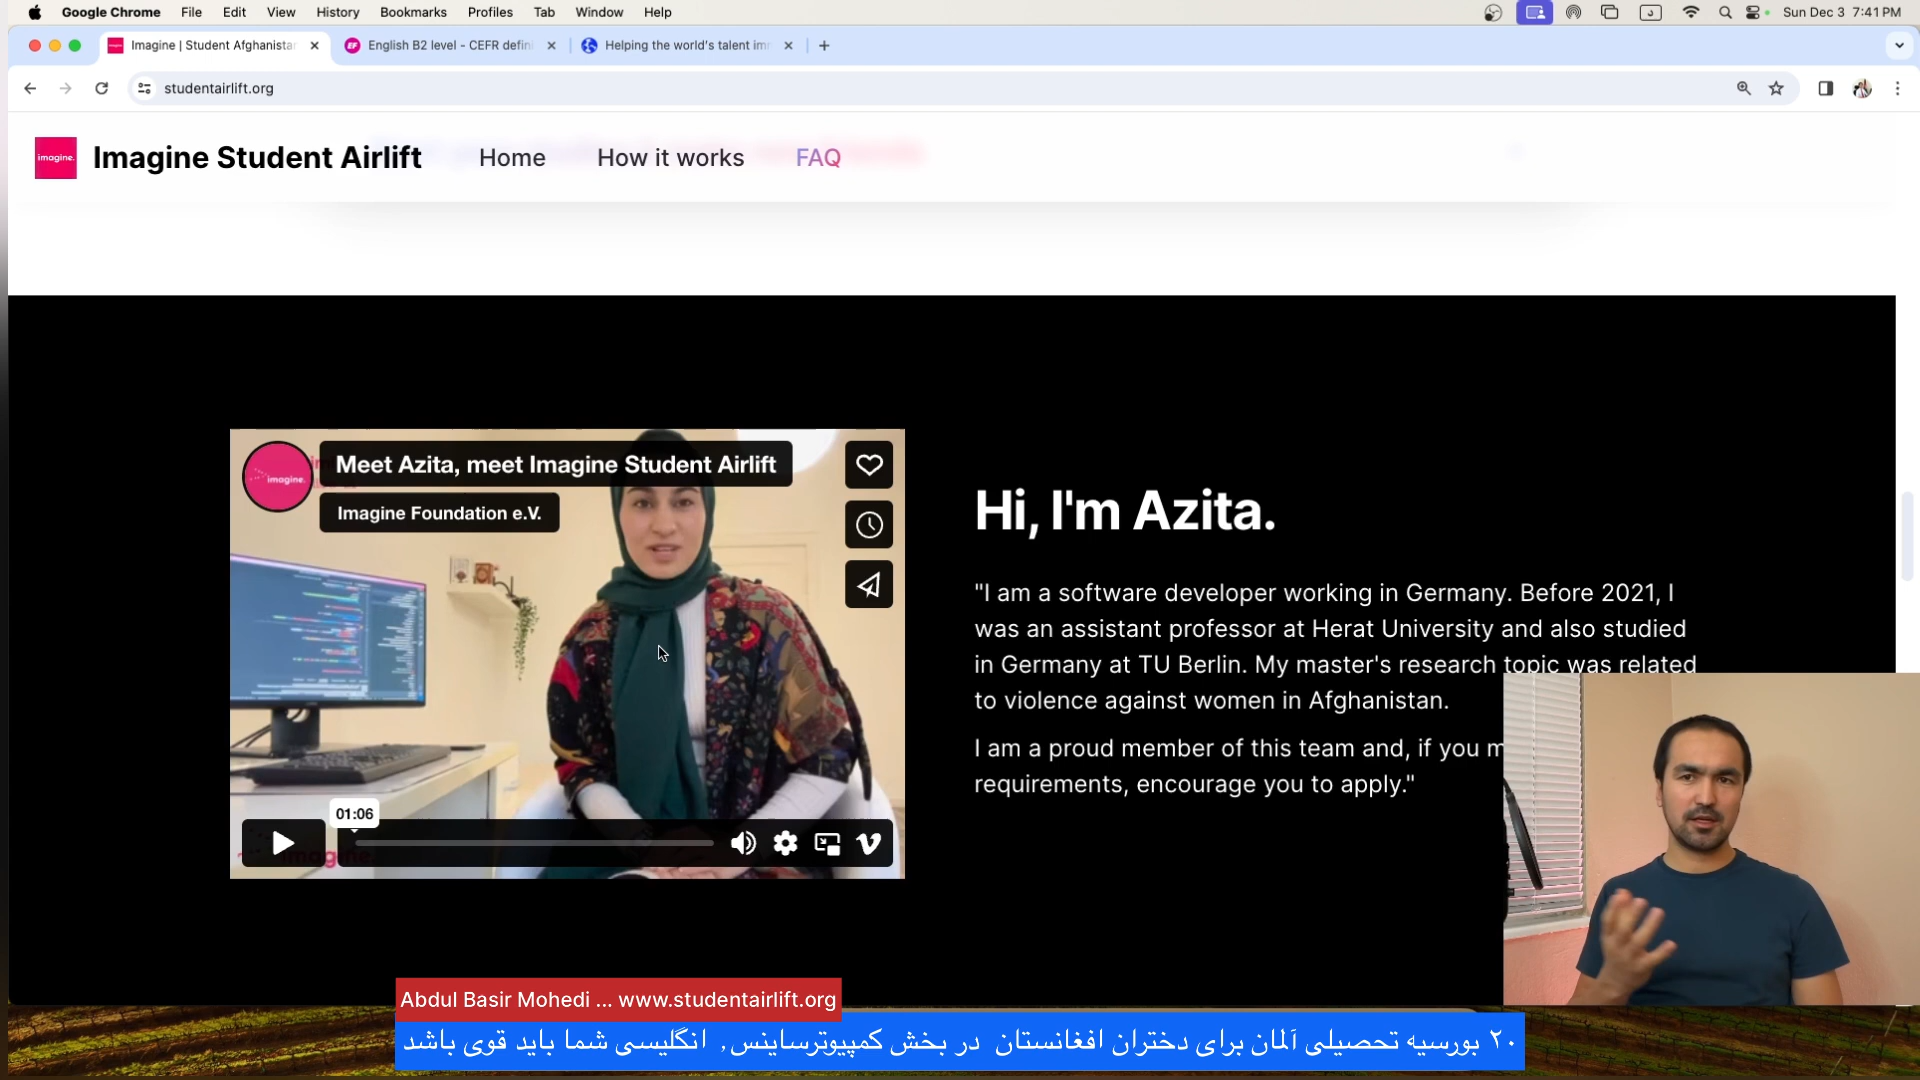 Google Chrome File Edit View History Bookmarks Profiles Tab Window Help
Sun Dec 3 7:41 PM
Imagine | Student Afghanistan
English B2 level - CEFR defin
Helping the world's talent im
studentairlift.org
imagine.
Imagine Student Airlift
Home
How it works
FAQ
imagine.
Meet Azita, meet Imagine Student Airlift
Imagine Foundation e.V.
01:06
Hi, I'm Azita.
"I am a software developer working in Germany. Before 2021, I
was an assistant professor at Herat University and also studied
in Germany at TU Berlin. My master's research topic was related
to violence against women in Afghanistan.
I am a proud member of this team and, if you m
requirements, encourage you to apply."
Abdul Basir Mohedi ... www.studentairlift.org
۲۰ بورسیه تحصیلی آلمان برای دختران افغانستان در بخش کمپیوترساینس, انگلیسی شما باید قوی باشد